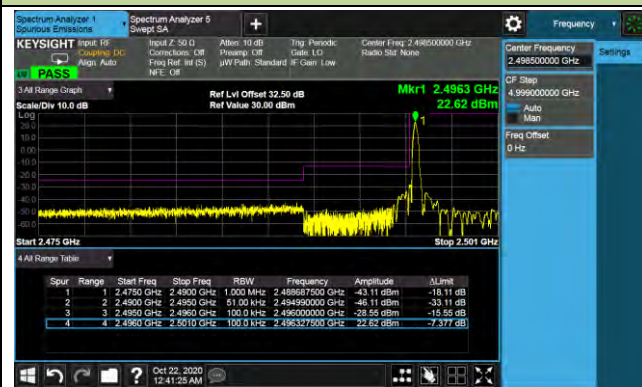 Spectrum Analyzer 1
Spurious Emissions
Spectrum Analyzer 5
Swept SA
Frequency
KEYSIGHT Input: RF
Coupling: DC
Align: Auto
Input Z: 50 Ω
Corrections: Off
Freq Ref: Int (S)
NFE: Off
Atten: 10 dB
Preamp: Off
µW Path: Standard
Trig: Periodic
Gate: LO
IF Gain: Low
Center Freq: 2.498500000 GHz
Radio Std: None
PASS
Center Frequency
2.498500000 GHz
Settings
CF Step
4.999000000 GHz
Auto
Man
Freq Offset
0 Hz
3 All Range Graph
Scale/Div 10.0 dB
Ref Lvl Offset 32.50 dB
Ref Value 30.00 dBm
Mkr1 2.4963 GHz
22.62 dBm
Log
20.0
10.0
0.00
-10.0
-20.0
-30.0
-40.0
-50.0
-60.0
1
Start 2.475 GHz
Stop 2.501 GHz
4 All Range Table
Spur Range Start Freq Stop Freq RBW Frequency Amplitude ΔLimit
1 1 2.4750 GHz 2.4900 GHz 1.000 MHz 2.488687500 GHz -43.11 dBm -18.11 dB
2 2 2.4900 GHz 2.4950 GHz 51.00 kHz 2.494990000 GHz -46.11 dBm -33.11 dB
3 3 2.4950 GHz 2.4960 GHz 100.0 kHz 2.496000000 GHz -28.55 dBm -15.55 dB
4 4 2.4960 GHz 2.5010 GHz 100.0 kHz 2.496327500 GHz 22.62 dBm -7.377 dB
Oct 22, 2020
12:41:25 AM